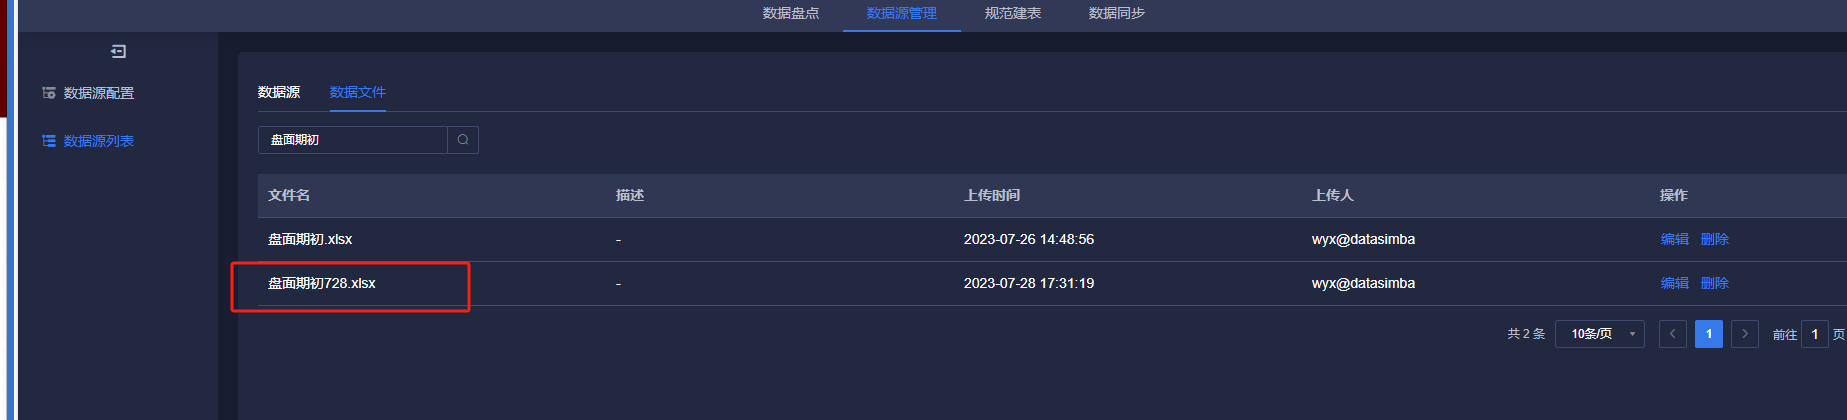 数据盘点 数据源管理 规范建表 数据同步
数据源配置
数据源列表
数据源 数据文件
盘面期初
文件名 描述 上传时间 上传人 操作
盘面期初.xlsx - 2023-07-26 14:48:56 wyx@datasimba 编辑 删除
盘面期初728.xlsx - 2023-07-28 17:31:19 wyx@datasimba 编辑 删除
共 2 条 10条/页 1 前往 1 页